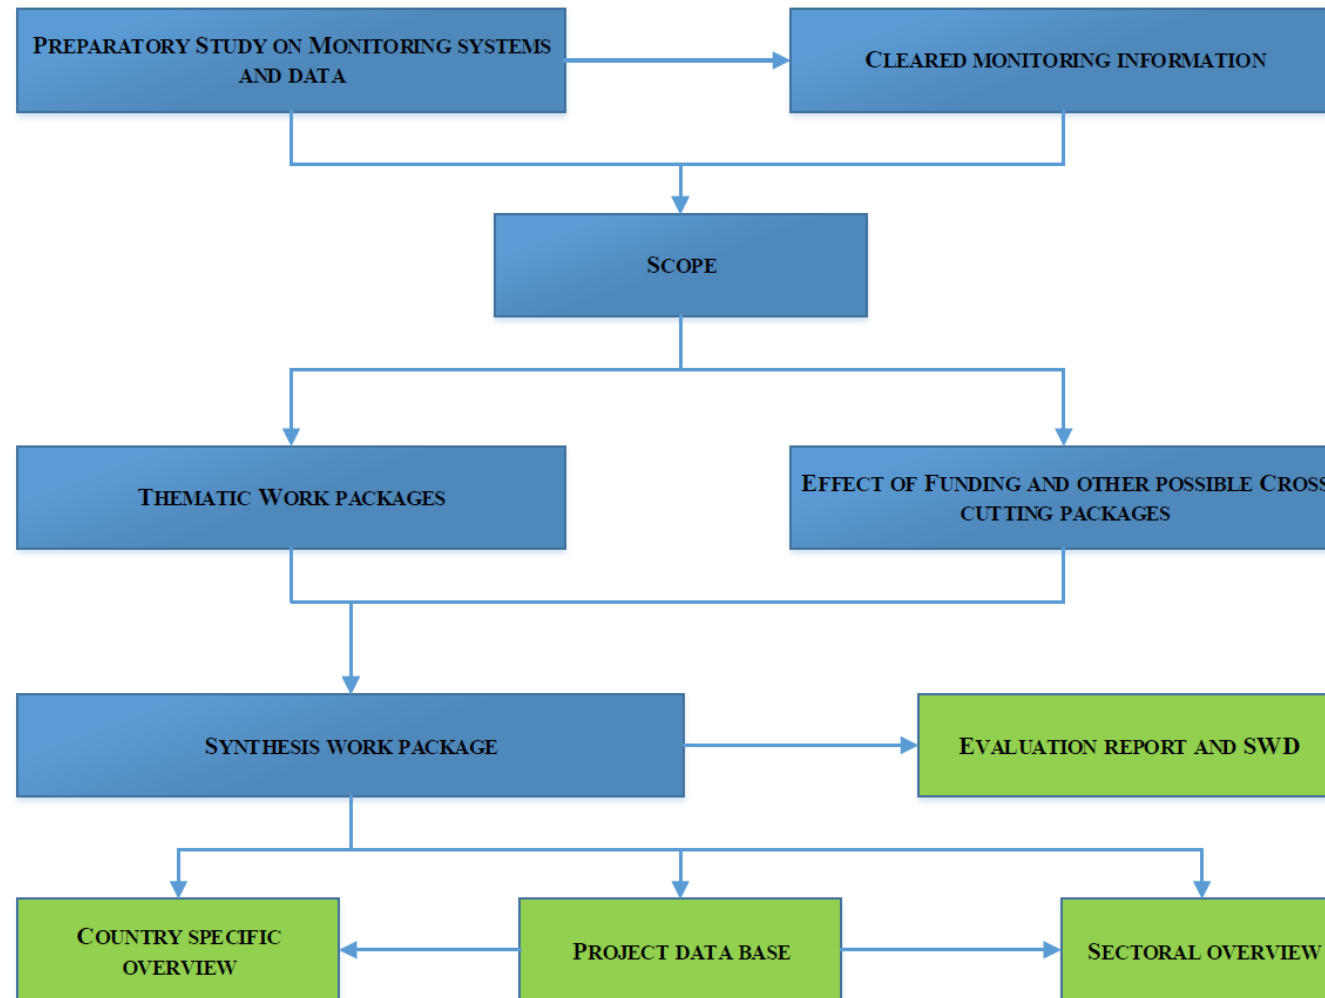 PREPARATORY STUDY ON MONITORING SYSTEMS
AND DATA
CLEARED MONITORING INFORMATION
SCOPE
THEMATIC WORK PACKAGES
EFFECT OF FUNDING AND OTHER POSSIBLE CROSS
CUTTING PACKAGES
SYNTHESIS WORK PACKAGE
EVALUATION REPORT AND SWD
COUNTRY SPECIFIC
OVERVIEW
PROJECT DATA BASE
SECTORAL OVERVIEW